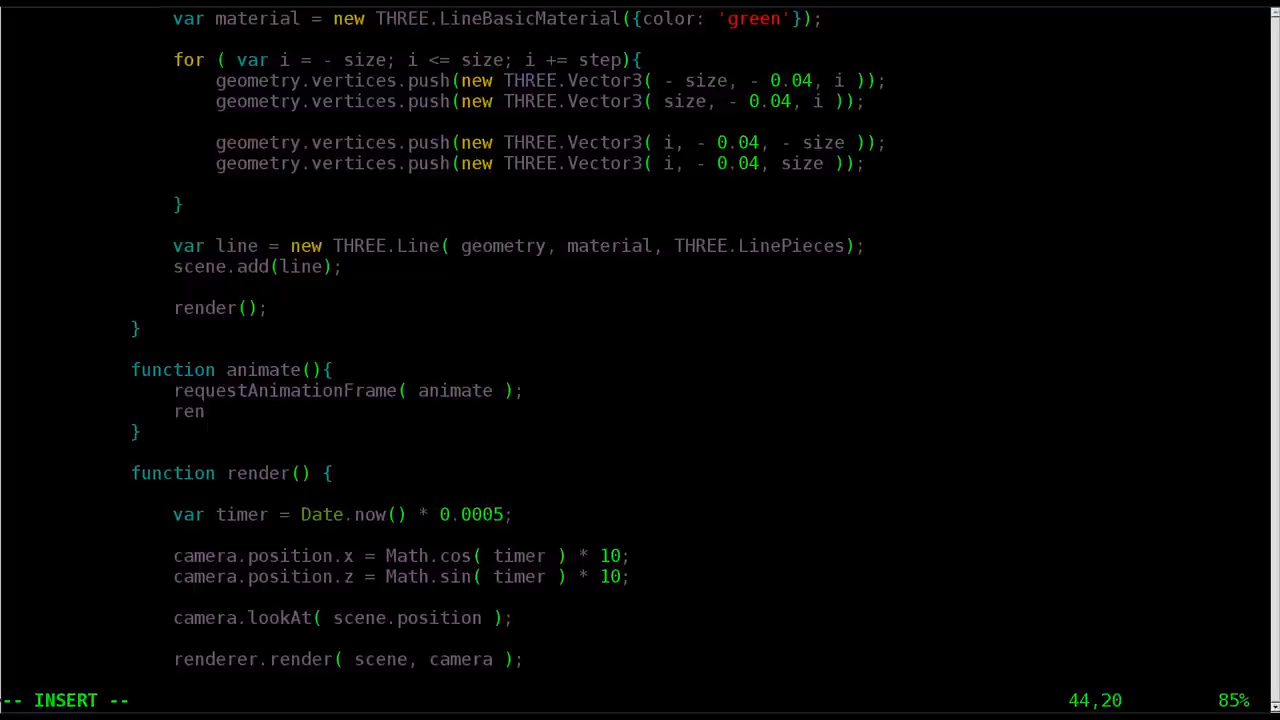 var material = new THREE.LineBasicMaterial({color: 'green'});
for ( var i = - size; i <= size; i += step){
geometry.vertices.push(new THREE.Vector3( - size, - 0.04, i ));
geometry.vertices.push(new THREE.Vector3( size, - 0.04, i ));
geometry.vertices.push(new THREE.Vector3( i, - 0.04, - size ));
geometry.vertices.push(new THREE.Vector3( i, - 0.04, size ));
}
var line = new THREE.Line( geometry, material, THREE.LinePieces);
scene.add(line);
render();
}
function animate(){
requestAnimationFrame( animate );
ren
}
function render() {
var timer = Date.now() * 0.0005;
camera.position.x = Math.cos( timer ) * 10;
camera.position.z = Math.sin( timer ) * 10;
camera.lookAt( scene.position );
renderer.render( scene, camera );
-- INSERT -- 44,20 85%